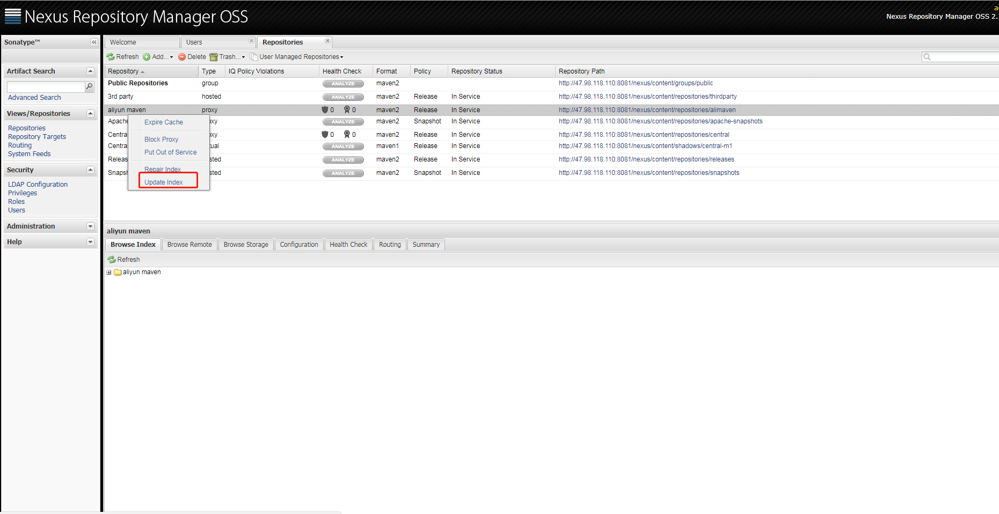 Nexus Repository Manager OSS
Nexus Repository Manager OSS 2.
Sonatype™
Welcome
Users
Repositories
Refresh
Add...
Delete
Trash...
User Managed Repositories
Artifact Search
Advanced Search
Views/Repositories
Repositories
Repository Targets
Routing
System Feeds
Security
LDAP Configuration
Privileges
Roles
Users
Administration
Help
Repository Type IQ Policy Violations Health Check Format Policy Repository Status Repository Path
Public Repositories group ANALYZE maven2 http://47.98.118.110:8081/nexus/content/groups/public
3rd party hosted ANALYZE maven2 Release In Service http://47.98.118.110:8081/nexus/content/repositories/thirdparty
aliyun maven proxy 0 0 maven2 Release In Service http://47.98.118.110:8081/nexus/content/repositories/alimaven
Apache oxy ANALYZE maven2 Snapshot In Service http://47.98.118.110:8081/nexus/content/repositories/apache-snapshots
Centra oxy 0 0 maven2 Release In Service http://47.98.118.110:8081/nexus/content/repositories/central
Centra tual ANALYZE maven1 Release In Service http://47.98.118.110:8081/nexus/content/shadows/central-m1
Releas sted ANALYZE maven2 Release In Service http://47.98.118.110:8081/nexus/content/repositories/releases
Snapsh sted ANALYZE maven2 Snapshot In Service http://47.98.118.110:8081/nexus/content/repositories/snapshots
Expire Cache
Block Proxy
Put Out of Service
Repair Index
Update Index
aliyun maven
Browse Index
Browse Remote
Browse Storage
Configuration
Health Check
Routing
Summary
Refresh
aliyun maven